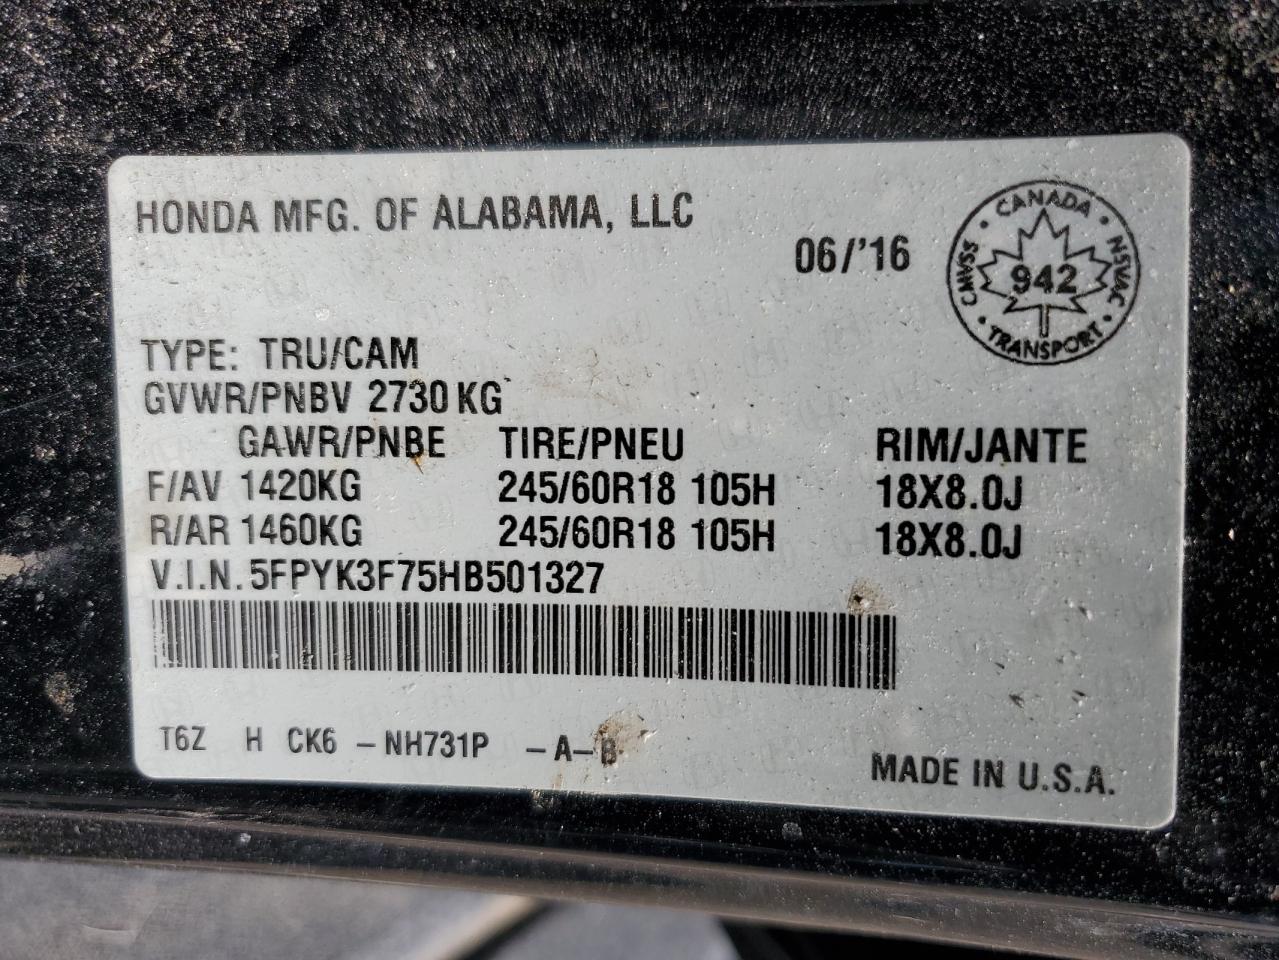 HONDA MFG. OF ALABAMA, LLC
06/'16
CANADA
CMVSS 942 NSVAC
TRANSPORT
TYPE: TRU/CAM
GVWR/PNBV 2730 KG
GAWR/PNBE TIRE/PNEU RIM/JANTE
F/AV 1420KG 245/60R18 105H 18X8.0J
R/AR 1460KG 245/60R18 105H 18X8.0J
V.I.N. 5FPYK3F75HB501327
T6Z H CK6 -NH731P -A-B
MADE IN U.S.A.